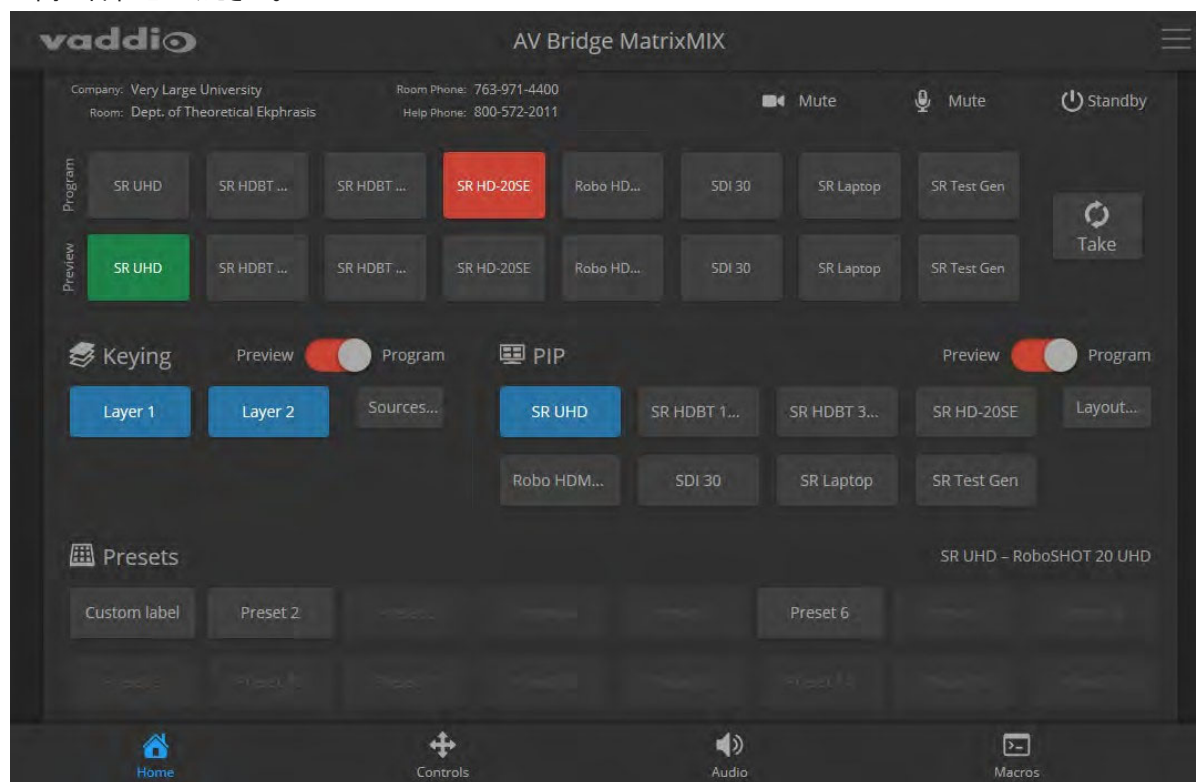 vaddio
AV Bridge MatrixMIX
Company: Very Large University
Room: Dept. of Theoretical Ekphrasis
Room Phone: 763-971-4400
Help Phone: 800-572-2011
Mute
Mute
Standby
Program
SR UHD
SR HDBT ...
SR HDBT ...
SR HD-20SE
Robo HD...
SDI 30
SR Laptop
SR Test Gen
Take
Preview
SR UHD
SR HDBT ...
SR HDBT ...
SR HD-20SE
Robo HD...
SDI 30
SR Laptop
SR Test Gen
Keying
Preview
Program
Layer 1
Layer 2
Sources...
PIP
Preview
Program
SR UHD
SR HDBT 1...
SR HDBT 3...
SR HD-20SE
Layout...
Robo HDM...
SDI 30
SR Laptop
SR Test Gen
Presets
SR UHD – RoboSHOT 20 UHD
Custom label
Preset 2
Preset 6
Home
Controls
Audio
Macros